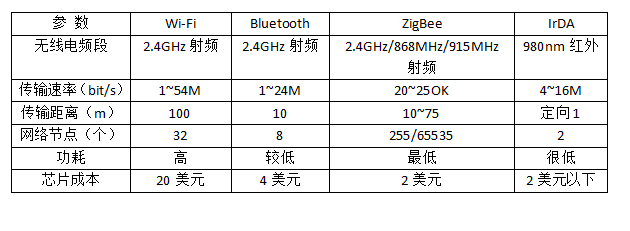 参 数 Wi-Fi Bluetooth ZigBee IrDA
无线电频段 2.4GHz 射频 2.4GHz 射频 2.4GHz/868MHz/915MHz 980nm 红外
射频
传输速率（bit/s） 1~54M 1~24M 20~25OK 4~16M
传输距离（m） 100 10 10~75 定向 1
网络节点（个） 32 8 255/65535 2
功耗 高 较低 最低 很低
芯片成本 20 美元 4 美元 2 美元 2 美元以下